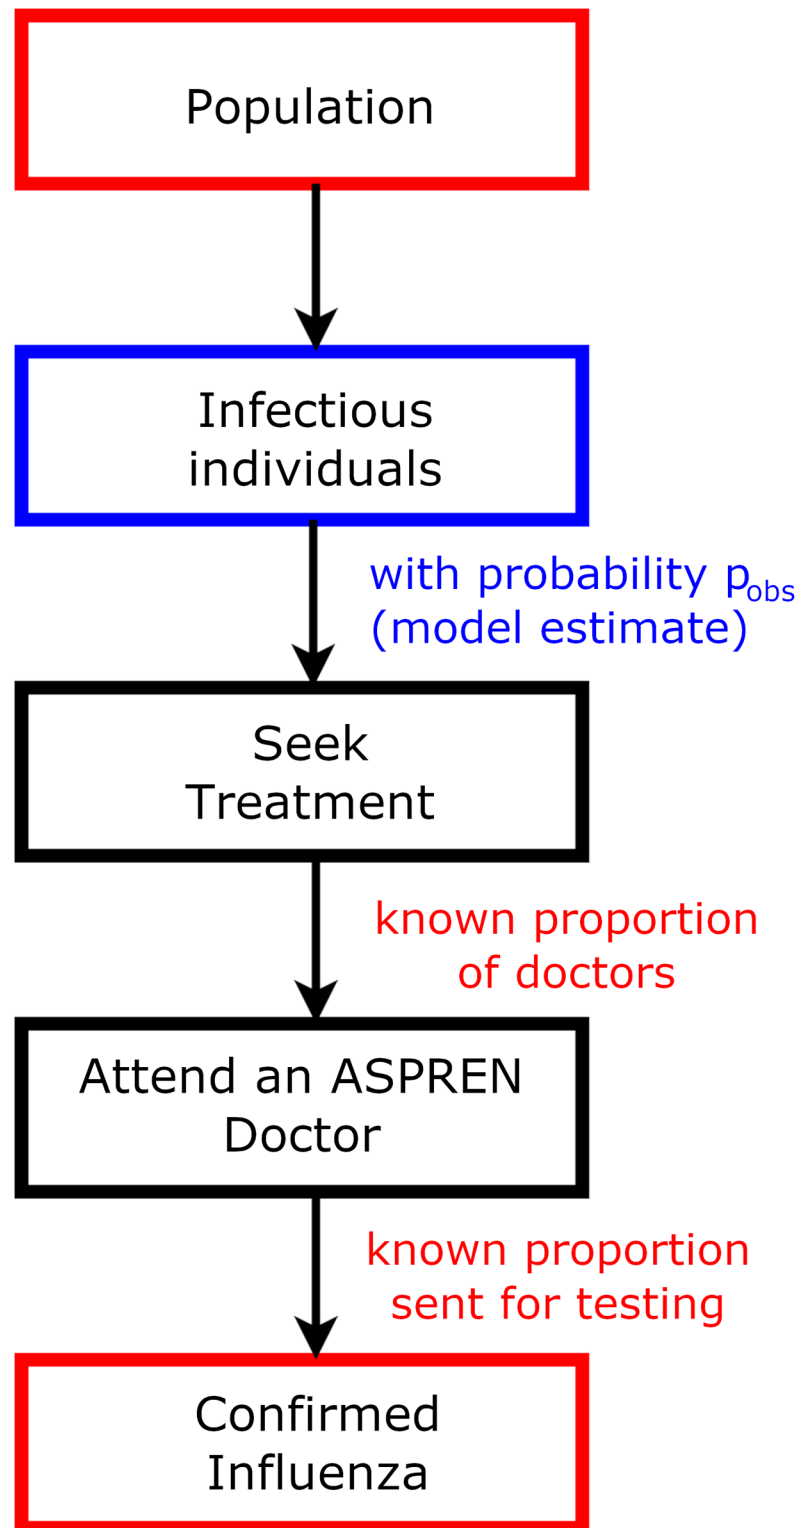 Population
Infectious
individuals
with probability pobs
(model estimate)
Seek
Treatment
known proportion
of doctors
Attend an ASPREN
Doctor
known proportion
sent for testing
Confirmed
Influenza